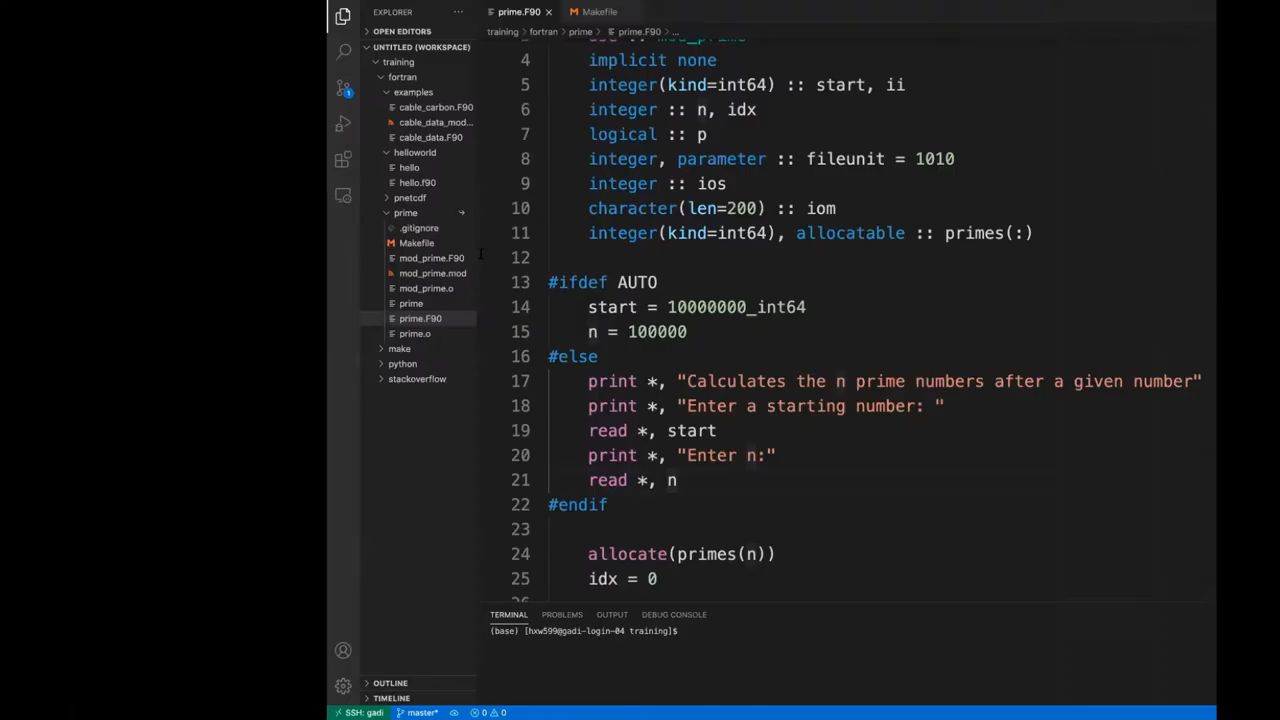 EXPLORER
OPEN EDITORS
UNTITLED (WORKSPACE)
training
fortran
examples
cable_carbon.F90
cable_data_mod...
cable_data.F90
helloworld
hello
hello.f90
pnetcdf
prime
.gitignore
Makefile
mod_prime.F90
mod_prime.mod
mod_prime.o
prime
prime.F90
prime.o
make
python
stackoverflow
OUTLINE
TIMELINE
prime.F90 Makefile
training > fortran > prime > prime.F90 > ...
4 implicit none
5 integer(kind=int64) :: start, ii
6 integer :: n, idx
7 logical :: p
8 integer, parameter :: fileunit = 1010
9 integer :: ios
10 character(len=200) :: iom
11 integer(kind=int64), allocatable :: primes(:)
12
13 #ifdef AUTO
14 start = 10000000_int64
15 n = 100000
16 #else
17 print *, "Calculates the n prime numbers after a given number"
18 print *, "Enter a starting number: "
19 read *, start
20 print *, "Enter n:"
21 read *, n
22 #endif
23
24 allocate(primes(n))
25 idx = 0
TERMINAL PROBLEMS OUTPUT DEBUG CONSOLE
(base) [hxw599@gadi-login-04 training]$
SSH: gadi master* 0 0
1